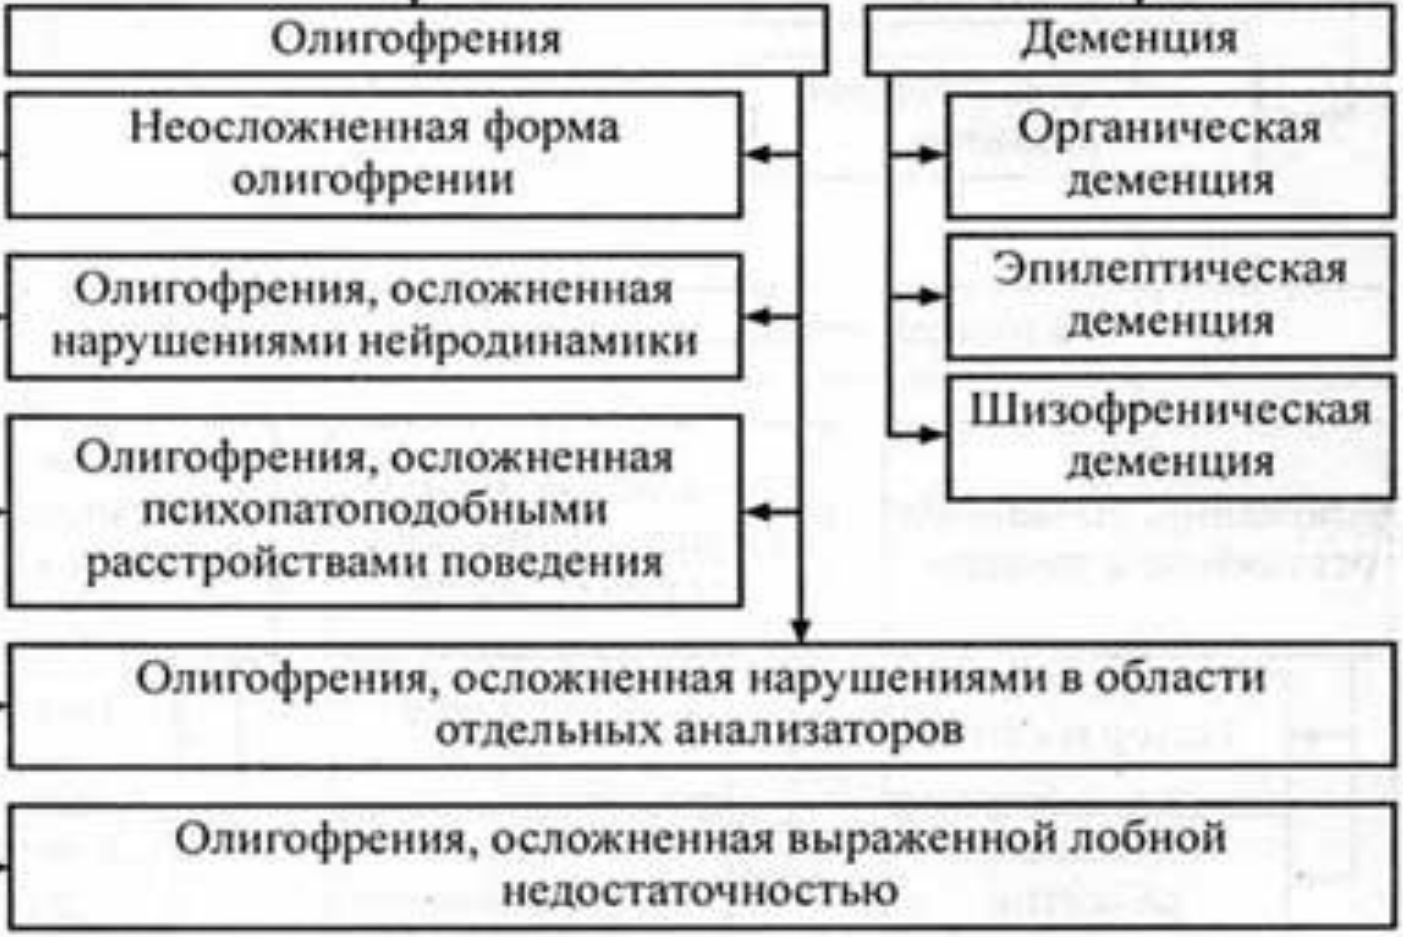 Олигофрения
Неосложненная форма
олигофрении
Олигофрения, осложненная
нарушениями нейродинамики
Олигофрения, осложненная
психопатоподобными
расстройствами поведения
Деменция
Органическая
деменция
Эпилептическая
деменция
Шизофреническая
деменция
Олигофрения, осложненная нарушениями в области
отдельных анализаторов
Олигофрения, осложненная выраженной лобной
недостаточностью